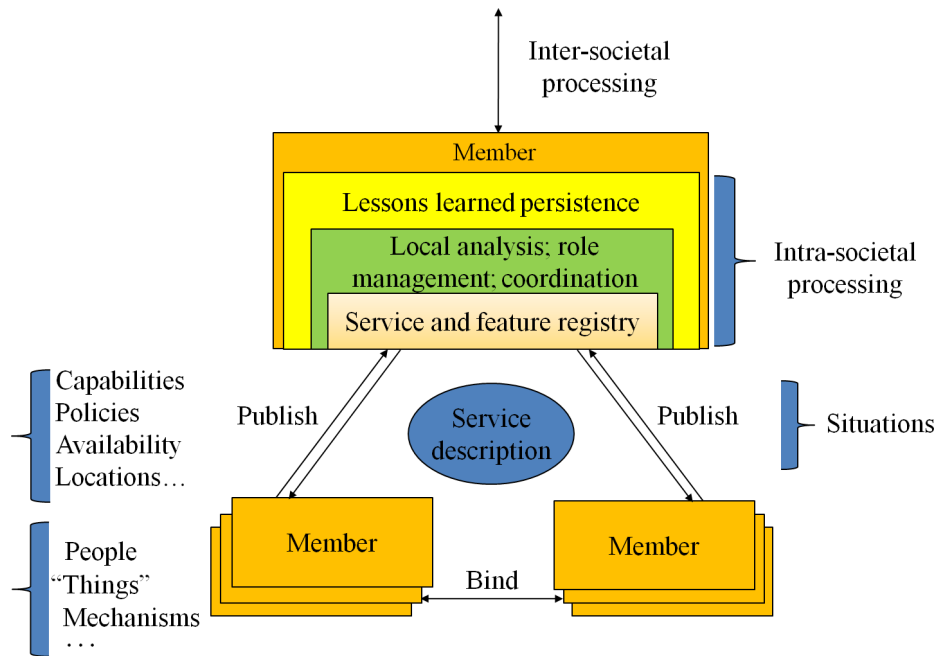 Inter-societal
processing
Member
Lessons learned persistence
Local analysis; role
management; coordination
Service and feature registry
Intra-societal
processing
Capabilities
Policies
Availability
Locations…
Publish
Service
description
Publish
Situations
Member
Member
People
“Things”
Mechanisms
…
Bind